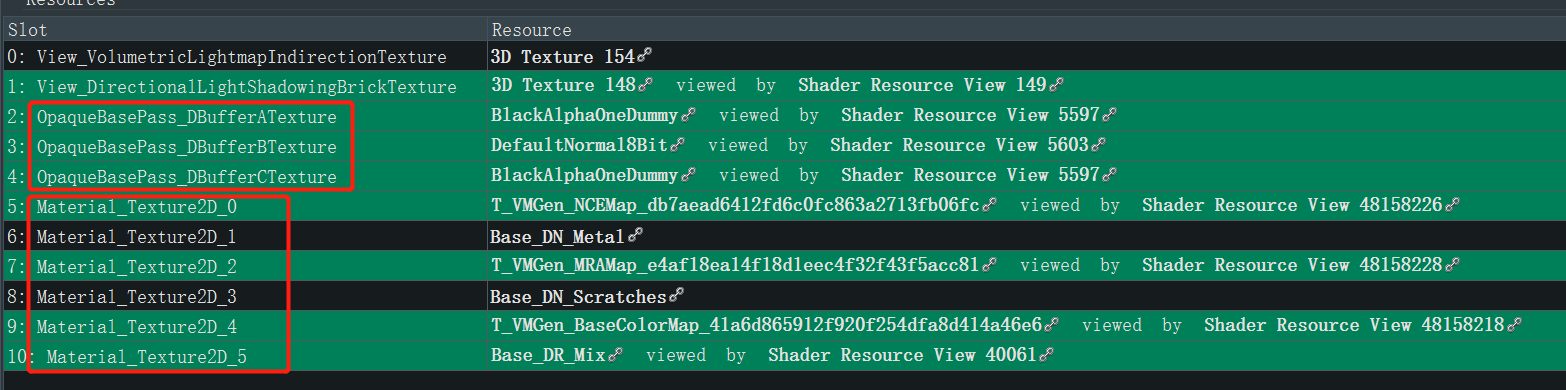 Resources
Slot Resource
0: View_VolumetricLightmapIndirectionTexture 3D Texture 154
1: View_DirectionalLightShadowingBrickTexture 3D Texture 148 viewed by Shader Resource View 149
2: OpaqueBasePass_DBufferATexture BlackAlphaOneDummy viewed by Shader Resource View 5597
3: OpaqueBasePass_DBufferBTexture DefaultNormal8Bit viewed by Shader Resource View 5603
4: OpaqueBasePass_DBufferCTexture BlackAlphaOneDummy viewed by Shader Resource View 5597
5: Material_Texture2D_0 T_VMGen_NCEMap_db7aead6412fd6c0fc863a2713fb06fc viewed by Shader Resource View 48158226
6: Material_Texture2D_1 Base_DN_Metal
7: Material_Texture2D_2 T_VMGen_MRAMap_e4af18ea14f18d1eec4f32f43f5acc81 viewed by Shader Resource View 48158228
8: Material_Texture2D_3 Base_DN_Scratches
9: Material_Texture2D_4 T_VMGen_BaseColorMap_41a6d865912f920f254dfa8d414a46e6 viewed by Shader Resource View 48158218
10: Material_Texture2D_5 Base_DR_Mix viewed by Shader Resource View 40061